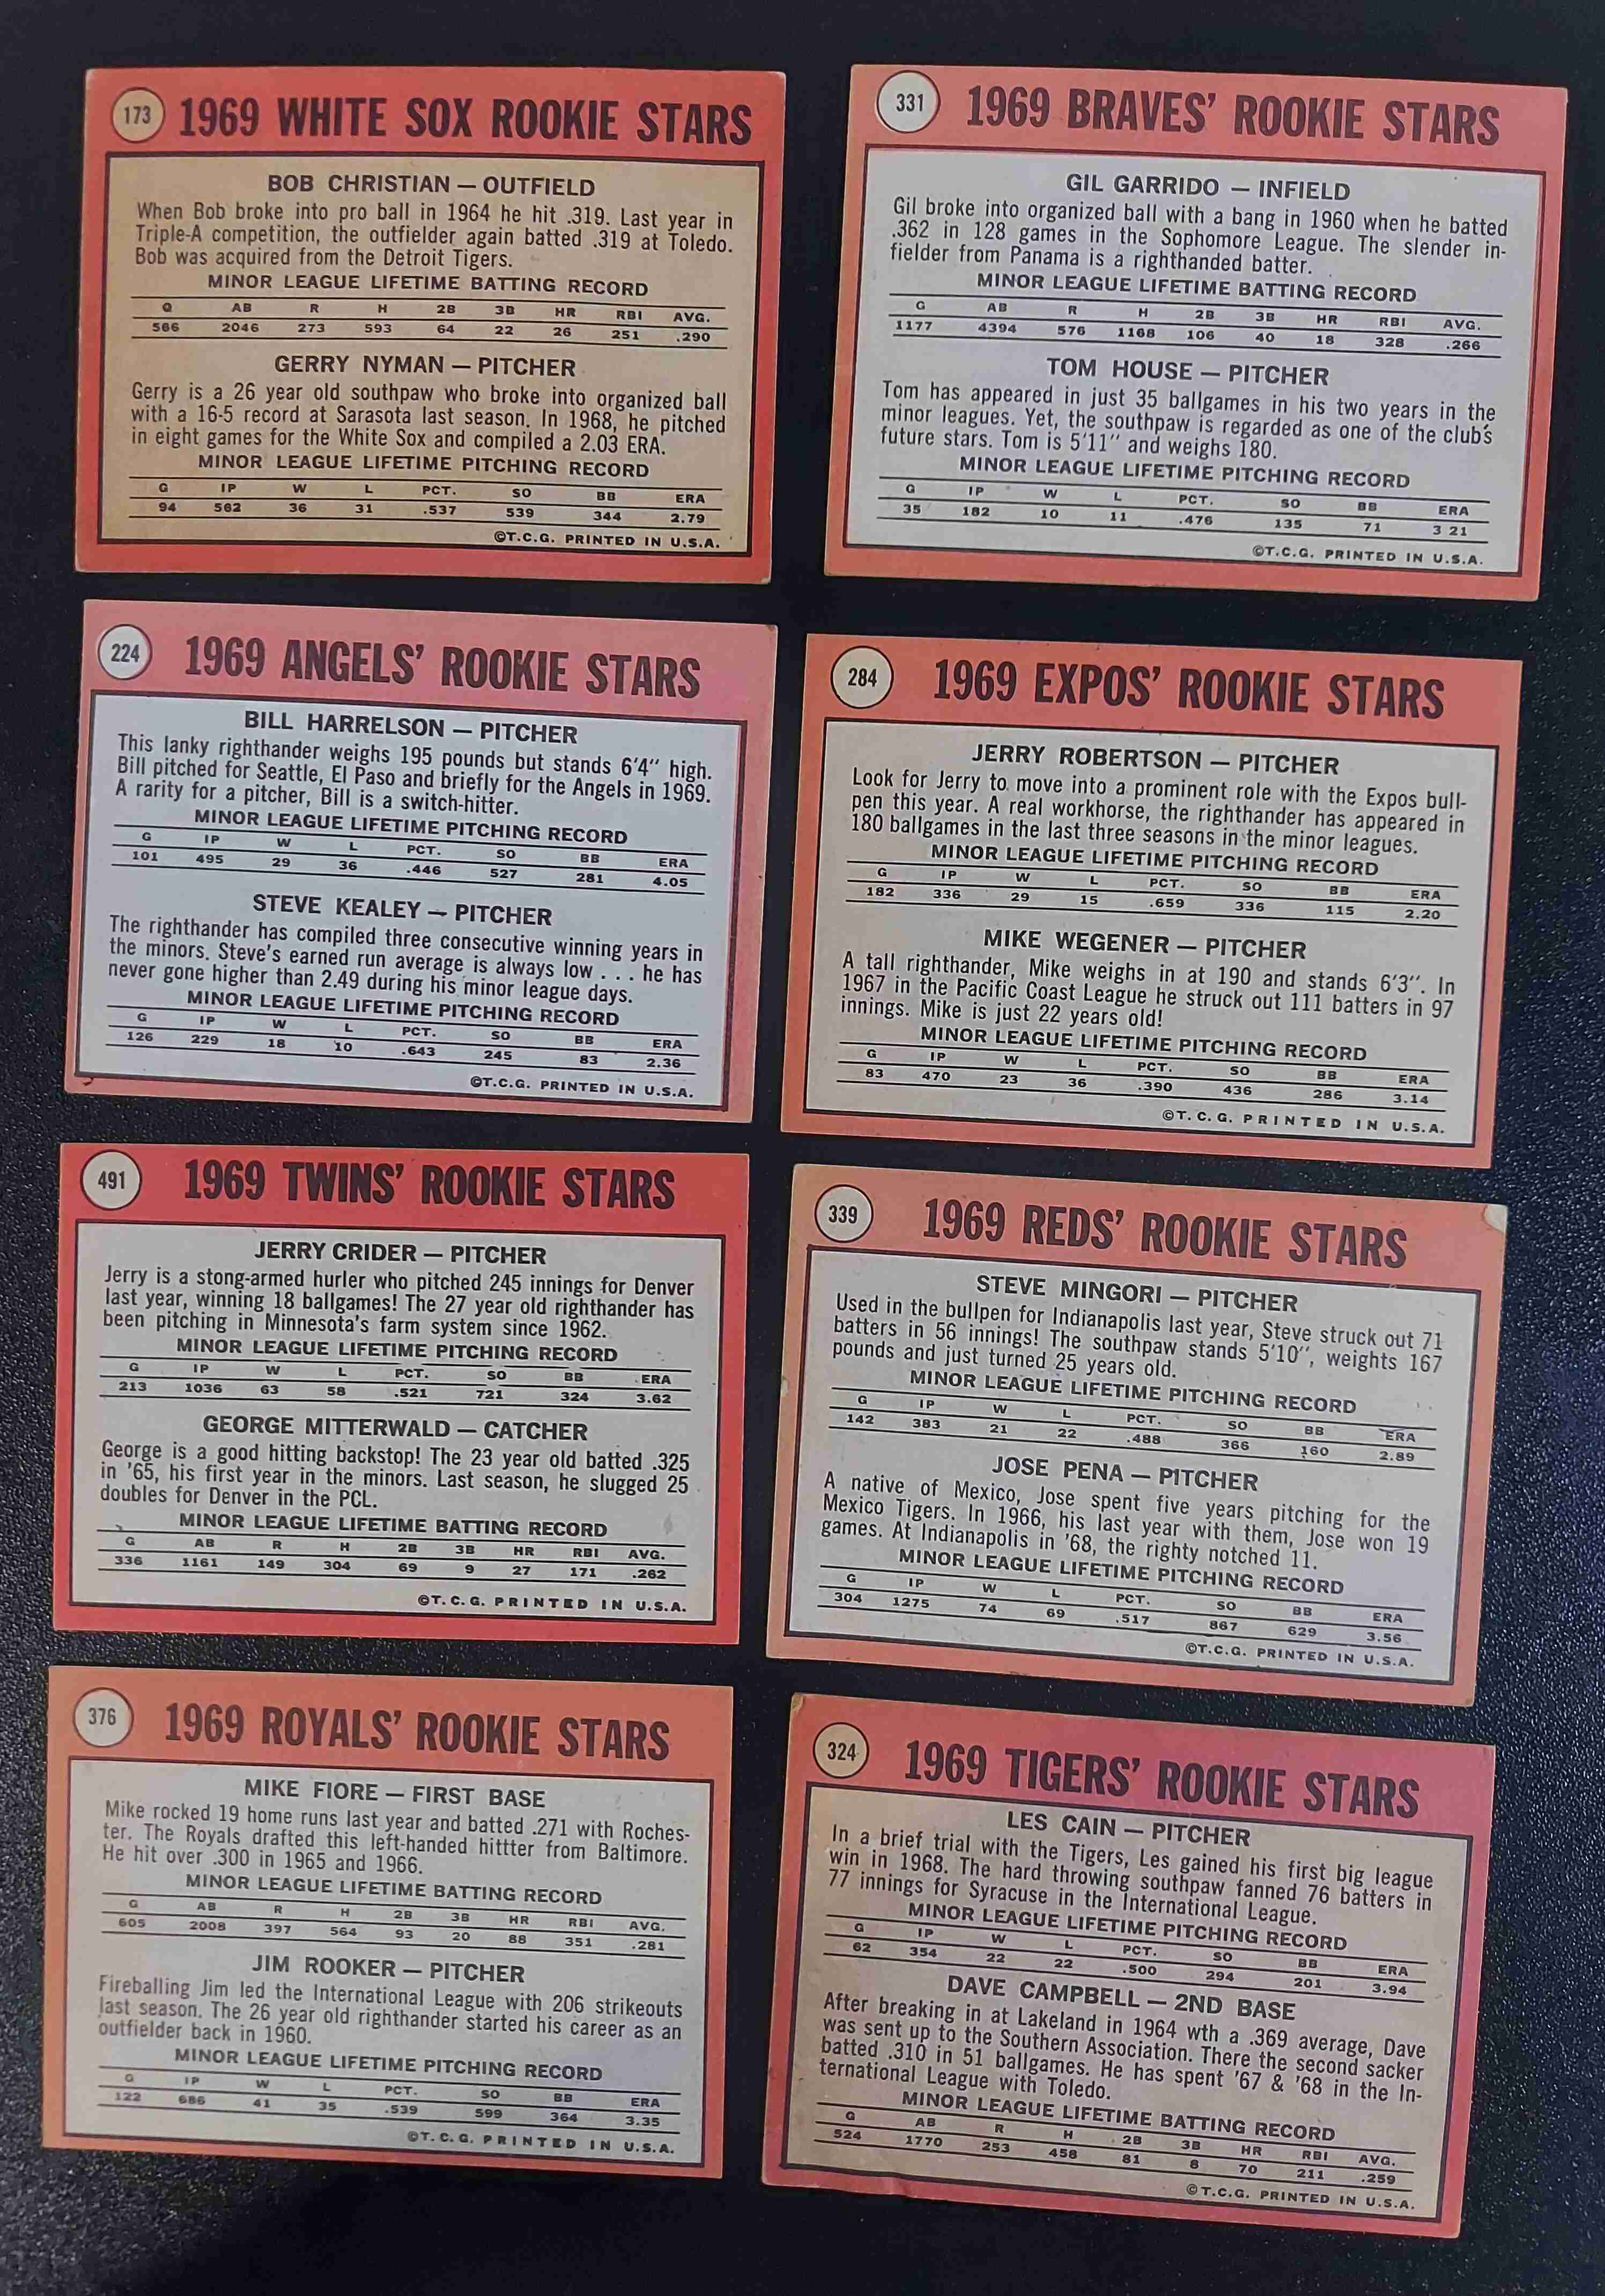 173
1969 WHITE SOX ROOKIE STARS
BOB CHRISTIAN — OUTFIELD
When Bob broke into pro ball in 1964 he hit .319. Last year in
Triple-A competition, the outfielder again batted .319 at Toledo.
Bob was acquired from the Detroit Tigers.
MINOR LEAGUE LIFETIME BATTING RECORD
G AB R H 2B 3B HR RBI AVG.
566 2046 273 593 64 22 26 251 .290
GERRY NYMAN — PITCHER
Gerry is a 26 year old southpaw who broke into organized ball
with a 16-5 record at Sarasota last season. In 1968, he pitched
in eight games for the White Sox and compiled a 2.03 ERA.
MINOR LEAGUE LIFETIME PITCHING RECORD
G IP W L PCT. SO BB ERA
94 562 36 31 .537 539 344 2.79
©T.C.G. PRINTED IN U.S.A.
331
1969 BRAVES' ROOKIE STARS
GIL GARRIDO — INFIELD
Gil broke into organized ball with a bang in 1960 when he batted
.362 in 128 games in the Sophomore League. The slender in-
fielder from Panama is a righthanded batter.
MINOR LEAGUE LIFETIME BATTING RECORD
G AB R H 2B 3B HR RBI AVG.
1177 4394 576 1168 106 40 18 328 .266
TOM HOUSE — PITCHER
Tom has appeared in just 35 ballgames in his two years in the
minor leagues. Yet, the southpaw is regarded as one of the club's
future stars. Tom is 5'11" and weighs 180.
MINOR LEAGUE LIFETIME PITCHING RECORD
G IP W L PCT. SO BB ERA
35 182 10 11 .476 135 71 3 21
©T.C.G. PRINTED IN U.S.A.
224
1969 ANGELS' ROOKIE STARS
BILL HARRELSON — PITCHER
This lanky righthander weighs 195 pounds but stands 6'4" high.
Bill pitched for Seattle, El Paso and briefly for the Angels in 1969.
A rarity for a pitcher, Bill is a switch-hitter.
MINOR LEAGUE LIFETIME PITCHING RECORD
G IP W L PCT. SO BB ERA
101 495 29 36 .446 527 281 4.05
STEVE KEALEY — PITCHER
The righthander has compiled three consecutive winning years in
the minors. Steve's earned run average is always low . . . he has
never gone higher than 2.49 during his minor league days.
MINOR LEAGUE LIFETIME PITCHING RECORD
G IP W L PCT. SO BB ERA
126 229 18 10 .643 245 83 2.36
©T.C.G. PRINTED IN U.S.A.
284
1969 EXPOS' ROOKIE STARS
JERRY ROBERTSON — PITCHER
Look for Jerry to move into a prominent role with the Expos bull-
pen this year. A real workhorse, the righthander has appeared in
180 ballgames in the last three seasons in the minor leagues.
MINOR LEAGUE LIFETIME PITCHING RECORD
G IP W L PCT. SO BB ERA
182 336 29 15 .659 336 115 2.20
MIKE WEGENER — PITCHER
A tall righthander, Mike weighs in at 190 and stands 6'3". In
1967 in the Pacific Coast League he struck out 111 batters in 97
innings. Mike is just 22 years old!
MINOR LEAGUE LIFETIME PITCHING RECORD
G IP W L PCT. SO BB ERA
83 470 23 36 .390 436 286 3.14
©T.C.G. PRINTED IN U.S.A.
491
1969 TWINS' ROOKIE STARS
JERRY CRIDER — PITCHER
Jerry is a stong-armed hurler who pitched 245 innings for Denver
last year, winning 18 ballgames! The 27 year old righthander has
been pitching in Minnesota's farm system since 1962.
MINOR LEAGUE LIFETIME PITCHING RECORD
G IP W L PCT. SO BB ERA
213 1036 63 58 .521 721 324 3.62
GEORGE MITTERWALD — CATCHER
George is a good hitting backstop! The 23 year old batted .325
in '65, his first year in the minors. Last season, he slugged 25
doubles for Denver in the PCL.
MINOR LEAGUE LIFETIME BATTING RECORD
G AB R H 2B 3B HR RBI AVG.
336 1161 149 304 69 9 27 171 .262
©T.C.G. PRINTED IN U.S.A.
339
1969 REDS' ROOKIE STARS
STEVE MINGORI — PITCHER
Used in the bullpen for Indianapolis last year, Steve struck out 71
batters in 56 innings! The southpaw stands 5'10", weights 167
pounds and just turned 25 years old.
MINOR LEAGUE LIFETIME PITCHING RECORD
G IP W L PCT. SO BB ERA
142 383 21 22 .488 366 160 2.89
JOSE PENA — PITCHER
A native of Mexico, Jose spent five years pitching for the
Mexico Tigers. In 1966, his last year with them, Jose won 19
games. At Indianapolis in '68, the righty notched 11.
MINOR LEAGUE LIFETIME PITCHING RECORD
G IP W L PCT. SO BB ERA
304 1275 74 69 .517 867 629 3.56
©T.C.G. PRINTED IN U.S.A.
376
1969 ROYALS' ROOKIE STARS
MIKE FIORE — FIRST BASE
Mike rocked 19 home runs last year and batted .271 with Roches-
ter. The Royals drafted this left-handed hittter from Baltimore.
He hit over .300 in 1965 and 1966.
MINOR LEAGUE LIFETIME BATTING RECORD
G AB R H 2B 3B HR RBI AVG.
605 2008 397 564 93 20 88 351 .281
JIM ROOKER — PITCHER
Fireballing Jim led the International League with 206 strikeouts
last season. The 26 year old righthander started his career as an
outfielder back in 1960.
MINOR LEAGUE LIFETIME PITCHING RECORD
G IP W L PCT. SO BB ERA
122 686 41 35 .539 599 364 3.35
©T.C.G. PRINTED IN U.S.A.
324
1969 TIGERS' ROOKIE STARS
LES CAIN — PITCHER
In a brief trial with the Tigers, Les gained his first big league
win in 1968. The hard throwing southpaw fanned 76 batters in
77 innings for Syracuse in the International League.
MINOR LEAGUE LIFETIME PITCHING RECORD
G IP W L PCT. SO BB ERA
62 354 22 22 .500 294 201 3.94
DAVE CAMPBELL — 2ND BASE
After breaking in at Lakeland in 1964 wth a .369 average, Dave
was sent up to the Southern Association. There the second sacker
batted .310 in 51 ballgames. He has spent '67 & '68 in the In-
ternational League with Toledo.
MINOR LEAGUE LIFETIME BATTING RECORD
G AB R H 2B 3B HR RBI AVG.
524 1770 253 458 81 8 70 211 .259
©T.C.G. PRINTED IN U.S.A.